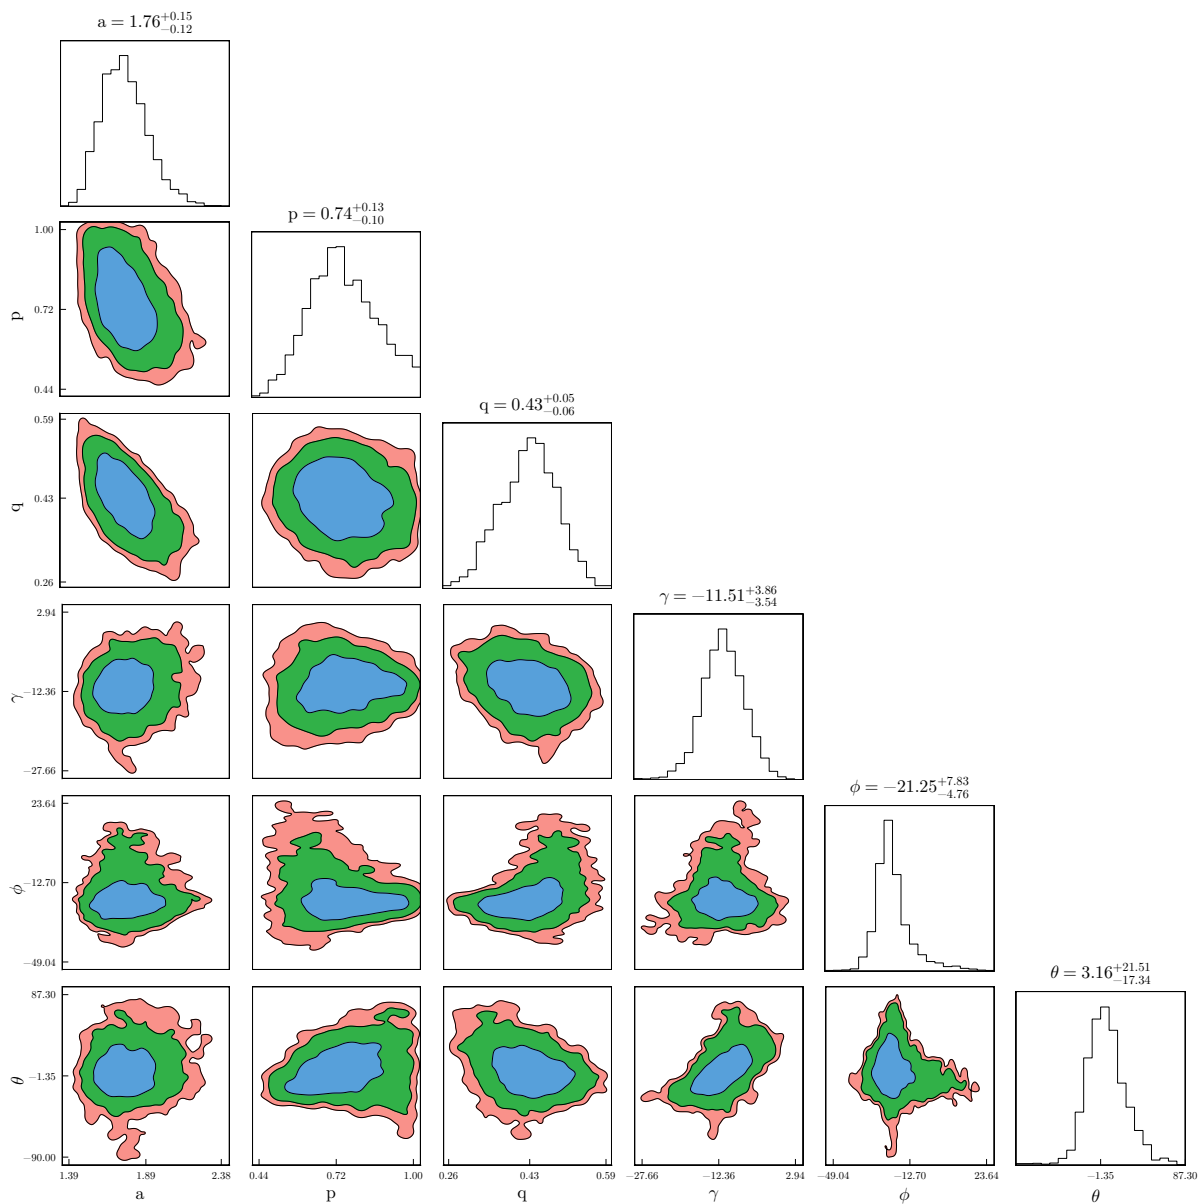 a = 1.76+0.15−0.12
p = 0.74+0.13−0.10
1.00
0.72
0.44
p
q = 0.43+0.05−0.06
0.59
0.43
0.26
q
γ = −11.51+3.86−3.54
2.94
−12.36
−27.66
γ
ϕ = −21.25+7.83−4.76
23.64
−12.70
−49.04
ϕ
θ = 3.16+21.51−17.34
87.30
−1.35
−90.00
θ
1.39 1.89 2.38 0.44 0.72 1.00 0.26 0.43 0.59 −27.66 −12.36 2.94 −49.04 −12.70 23.64 −1.35 87.30
a p q γ ϕ θ